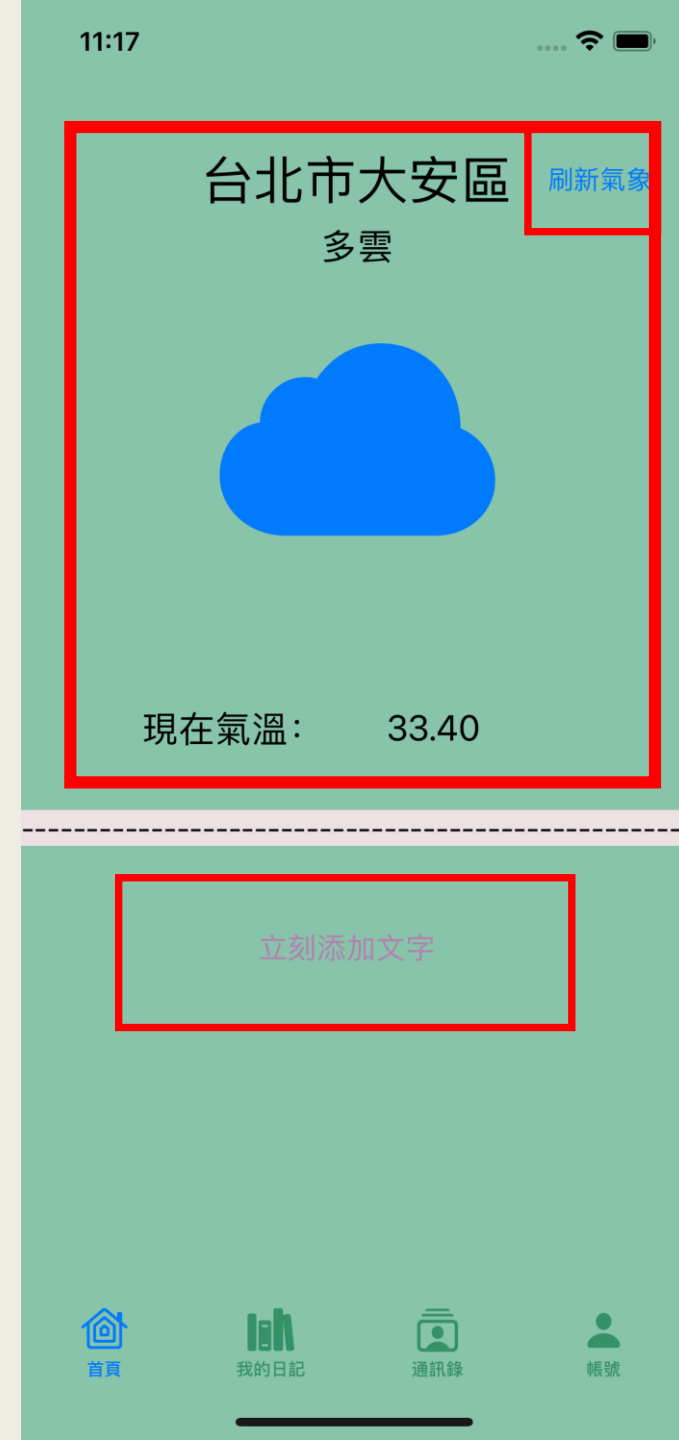 11:17
台北市大安區
刷新氣象
多雲
現在氣溫：
33.40
立刻添加文字
首頁
我的日記
通訊錄
帳號